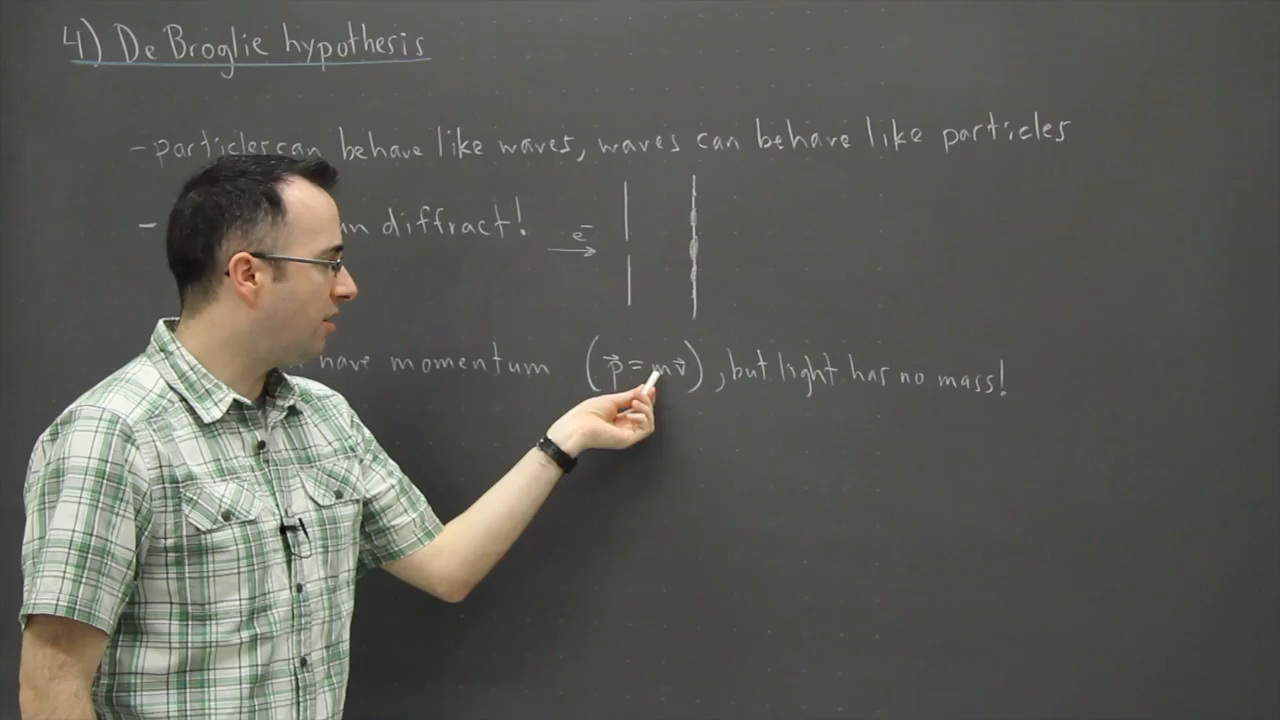 4) De Broglie hypothesis
- particles can behave like waves, waves can behave like particles
- diffract!
e⁻
have momentum (p⃗ = mv⃗), but light has no mass!